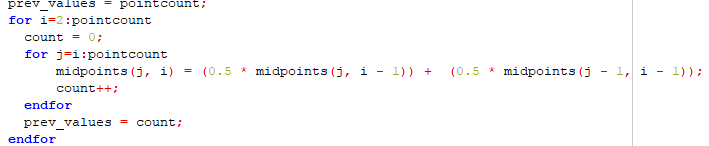 prev_values = pointcount;
for i=2:pointcount
count = 0;
for j=i:pointcount
midpoints(j, i) = (0.5 * midpoints(j, i - 1)) + (0.5 * midpoints(j - 1, i - 1));
count++;
endfor
prev_values = count;
endfor